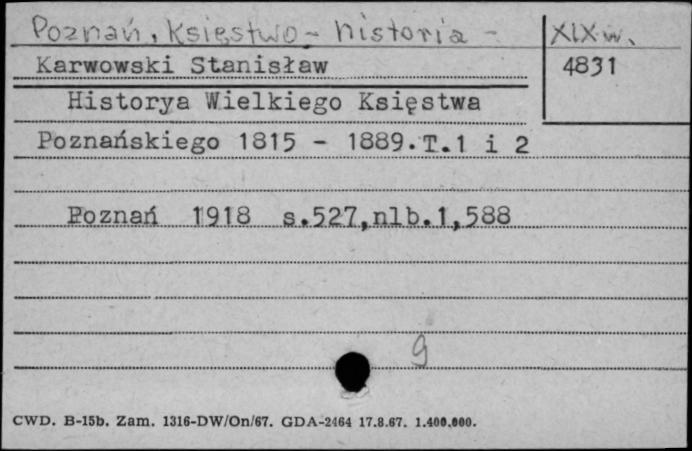 Poznań, Księstwo - historia - XIX w.
Karwowski Stanisław
4831
Historya Wielkiego Księstwa
Poznańskiego 1815 - 1889.T.1 i 2
Poznań 1918 s.527,nlb.1,588
9
CWD. B-15b. Zam. 1316-DW/On/67. GDA-2464 17.8.67. 1.400.000.